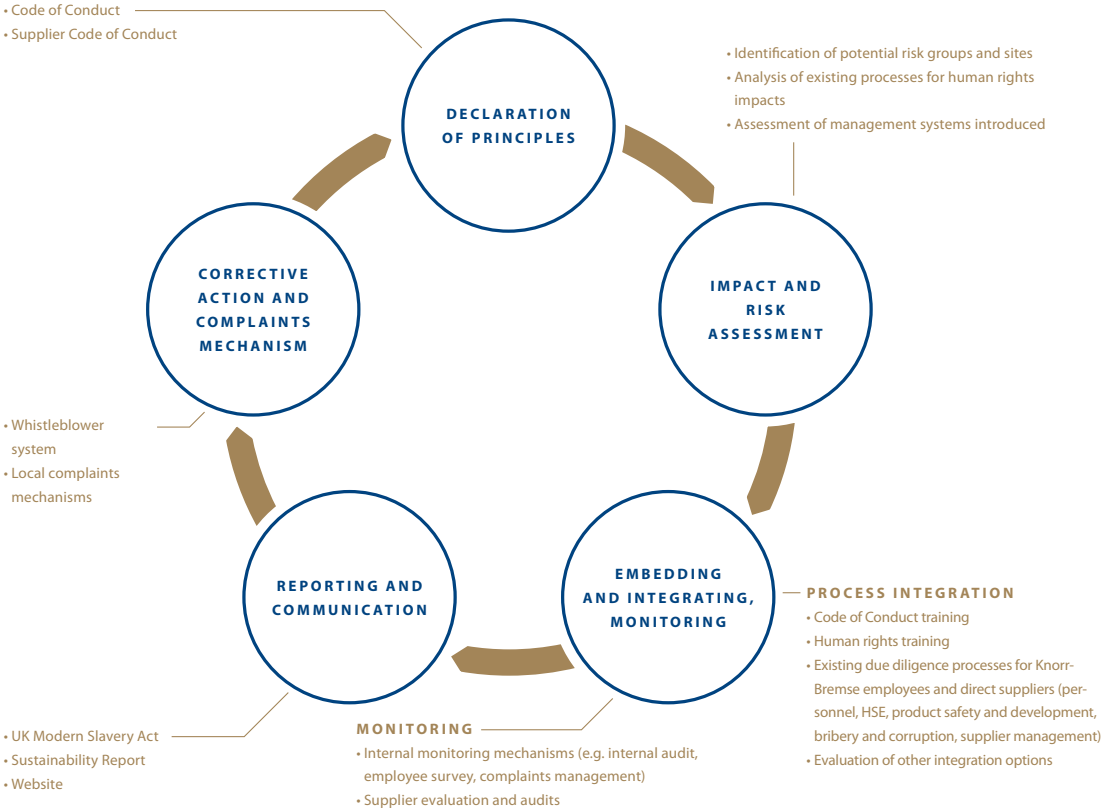 • Code of Conduct
• Supplier Code of Conduct
DECLARATION
OF PRINCIPLES
• Identification of potential risk groups and sites
• Analysis of existing processes for human rights
impacts
• Assessment of management systems introduced
IMPACT AND
RISK
ASSESSMENT
EMBEDDING
AND INTEGRATING,
MONITORING
PROCESS INTEGRATION
• Code of Conduct training
• Human rights training
• Existing due diligence processes for Knorr-
Bremse employees and direct suppliers (per-
sonnel, HSE, product safety and development,
bribery and corruption, supplier management)
• Evaluation of other integration options
MONITORING
• Internal monitoring mechanisms (e.g. internal audit,
employee survey, complaints management)
• Supplier evaluation and audits
REPORTING AND
COMMUNICATION
• UK Modern Slavery Act
• Sustainability Report
• Website
CORRECTIVE
ACTION AND
COMPLAINTS
MECHANISM
• Whistleblower
system
• Local complaints
mechanisms